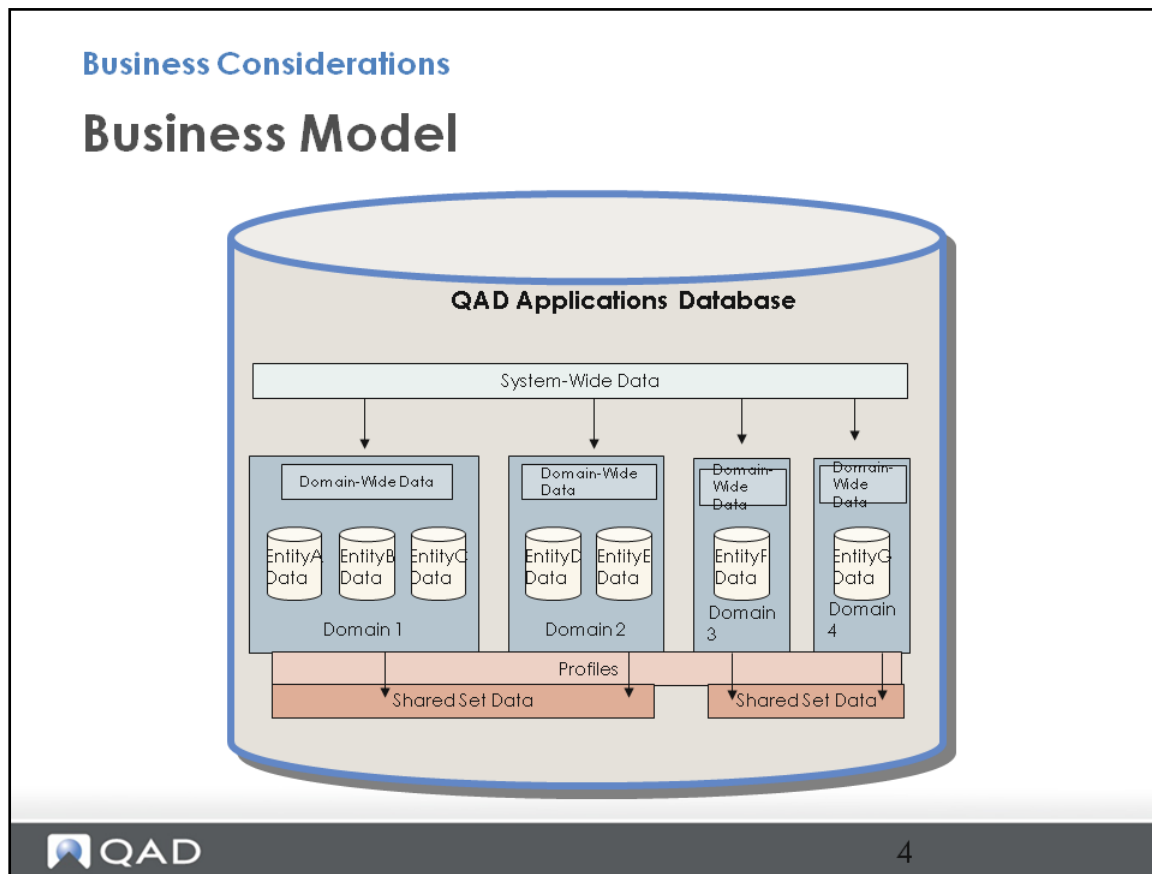 Business Considerations
Business Model
QAD Applications Database
System-Wide Data
Domain-Wide Data
Domain-Wide
Data
Domain-
Wide
Data
Domain-
Wide
Data
EntityA
Data
EntityB
Data
EntityC
Data
EntityD
Data
EntityE
Data
EntityF
Data
EntityG
Data
Domain 1
Domain 2
Domain
3
Domain
4
Profiles
Shared Set Data
Shared Set Data
QAD
4